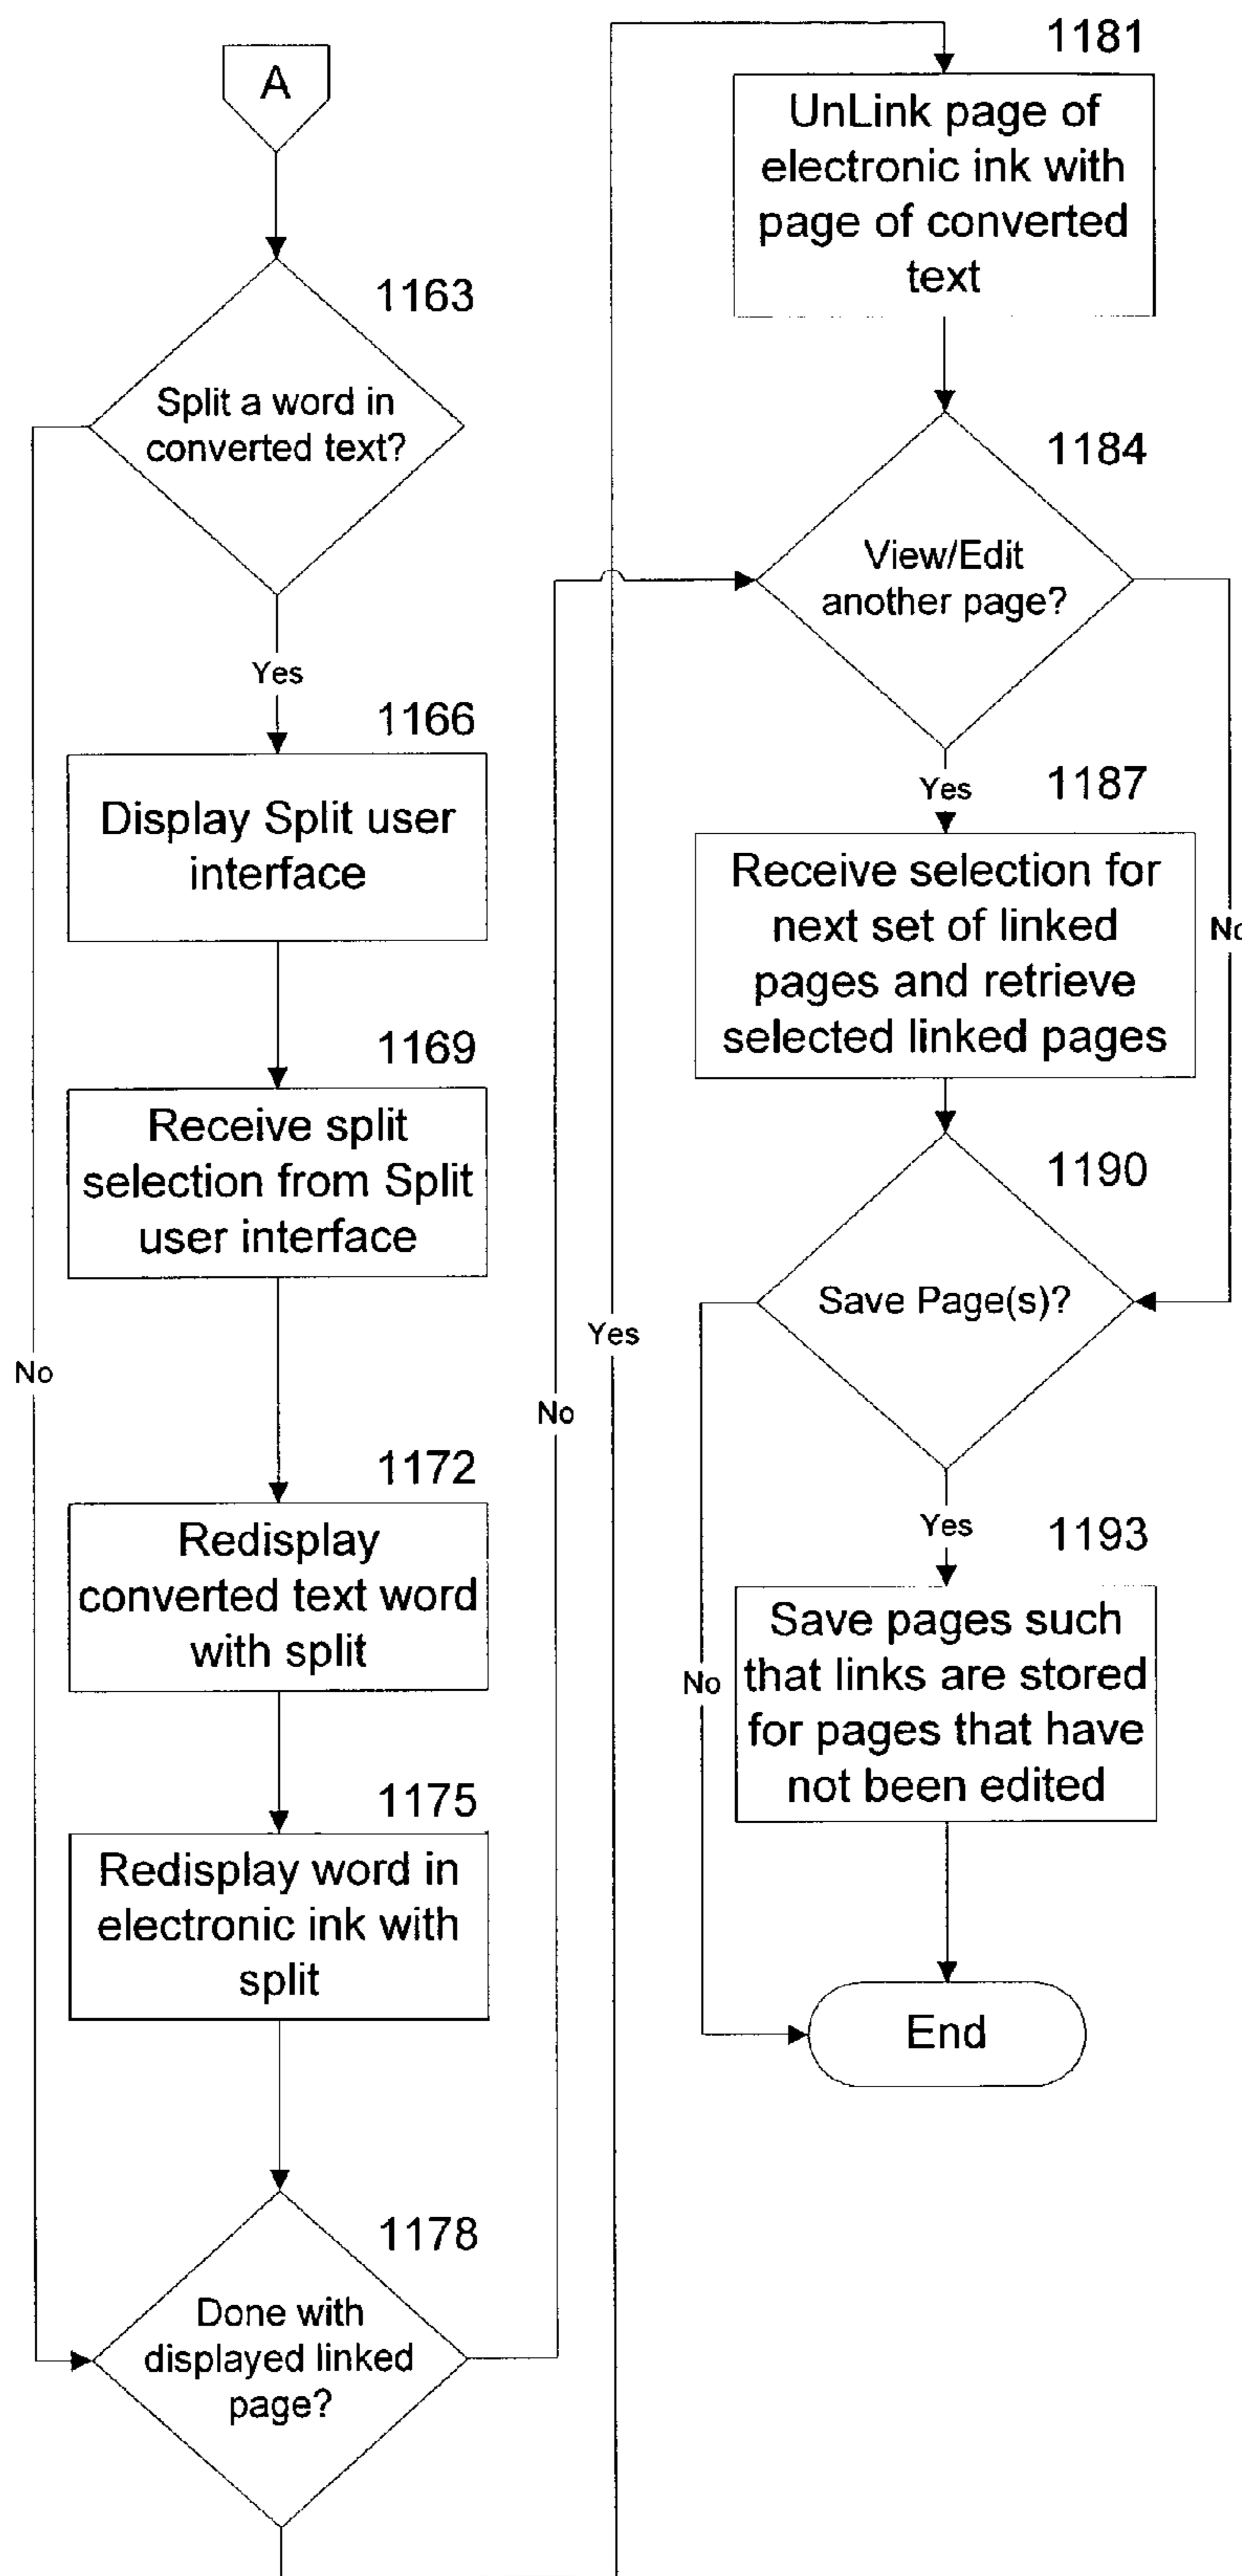 A
1163
Split a word in
converted text?
Yes
1166
Display Split user
interface
1169
Receive split
selection from Split
user interface
No
1172
Redisplay
converted text word
with split
1175
Redisplay word in
electronic ink with
split
1178
Done with
displayed linked
page?
No
Yes
1181
UnLink page of
electronic ink with
page of converted
text
1184
View/Edit
another page?
Yes
1187
Receive selection for
next set of linked
pages and retrieve
selected linked pages
No
1190
Save Page(s)?
Yes
No
1193
Save pages such
that links are stored
for pages that have
not been edited
End